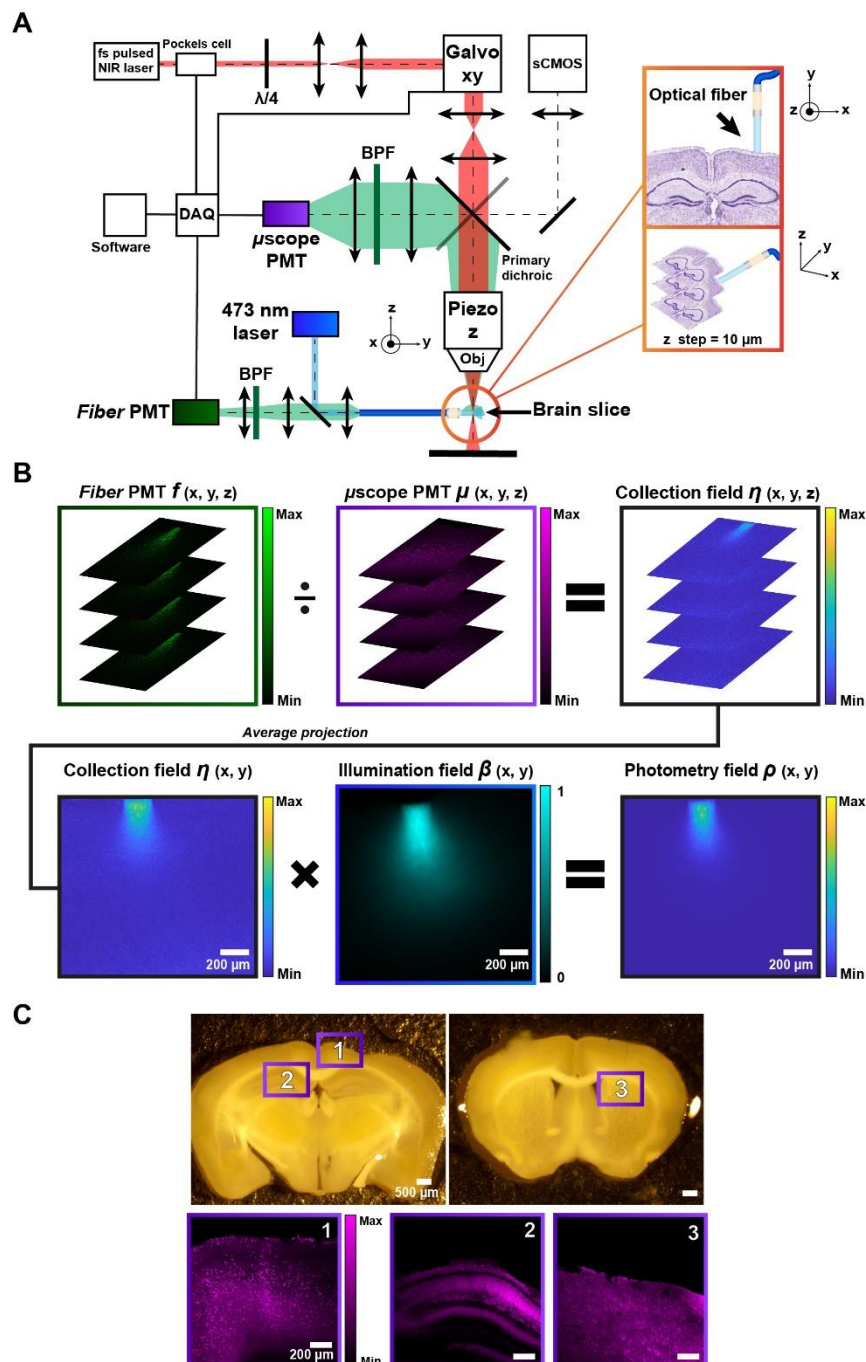 A
fs pulsed
NIR laser
Pockels cell
λ/4
Galvo
xy
sCMOS
Optical fiber
y
z
x
BPF
Software
DAQ
μscope
PMT
Primary
dichroic
z
y
x
z step = 10 μm
473 nm
laser
z
x
y
Piezo
z
Obj
BPF
Fiber PMT
Brain slice
B
Fiber PMT f (x, y, z)
μscope PMT μ (x, y, z)
Collection field η (x, y, z)
Max
Min
÷
Max
Min
=
Max
Min
Average projection
Collection field η (x, y)
Illumination field β (x, y)
Photometry field ρ (x, y)
Max
200 μm
Min
×
1
200 μm
0
=
Max
200 μm
Min
C
1
2
500 μm
3
1
200 μm
Max
Min
2
3